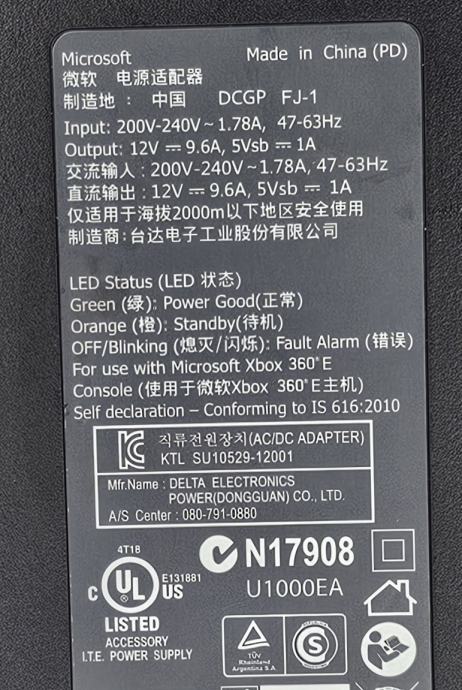 Microsoft Made in China (PD)
微软 电源适配器
制造地 : 中国 DCGP FJ-1
Input: 200V-240V ~ 1.78A, 47-63Hz
Output: 12V ⎓ 9.6A, 5Vsb ⎓ 1A
交流输入 : 200V-240V ~ 1.78A, 47-63Hz
直流输出 : 12V ⎓ 9.6A, 5Vsb ⎓ 1A
仅适用于海拔2000m以下地区安全使用
制造商:台达电子工业股份有限公司
LED Status (LED 状态)
Green (绿): Power Good(正常)
Orange (橙): Standby(待机)
OFF/Blinking (熄灭/闪烁): Fault Alarm (错误)
For use with Microsoft Xbox 360® E
Console (使用于微软Xbox 360® E主机)
Self declaration – Conforming to IS 616:2010
직류전원장치(AC/DC ADAPTER)
KTL SU10529-12001
Mfr.Name : DELTA ELECTRONICS
POWER(DONGGUAN) CO., LTD.
A/S Center : 080-791-0880
4T18
C UL ® US
E131881
LISTED
ACCESSORY
I.T.E. POWER SUPPLY
N17908
U1000EA
TÜV
Rheinland
Argentina S.A.
S